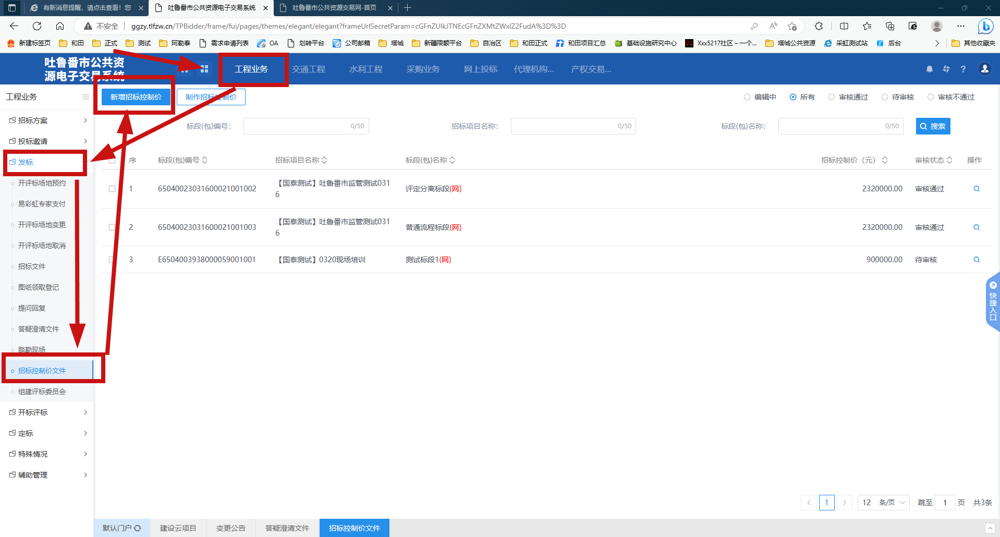 有新消息提醒，请点击查看！您
吐鲁番市公共资源电子交易系统
吐鲁番市公共资源交易网-首页
不安全
ggzy.tlfzw.cn/TPBidder/frame/fui/pages/themes/elegant/elegant?frameUrlSecretParam=cGFnZUlkJTNEcGFnZXMtZWxlZ2FudA%3D%3D
新建标签页 和田 正式 测试 阿勒泰 需求申请列表 OA 划转平台 公司邮箱 塔城 新疆限额平台 自治区 和田正式 和田项目汇总 基础设施研究中心 Xxx5217社区 – 一个... 塔城公共资源 采虹测试站 后台 其他收藏夹
吐鲁番市公共资
源电子交易系统
工程业务 交通工程 水利工程 采购业务 网上投标 代理机构... 产权交易...
工程业务
新增招标控制价 制作招标控制价
编辑中 所有 审核通过 待审核 审核不通过
招标方案
投标邀请
发标
开评标场地预约
易彩虹专家支付
开评标场地变更
开评标场地取消
招标文件
图纸领取登记
提问回复
答疑澄清文件
踏勘现场
招标控制价文件
组建评标委员会
开标评标
定标
特殊情况
辅助管理
标段(包)编号： 0/50 招标项目名称： 0/50 标段(包)名称： 0/50 搜索
序 标段(包)编号 招标项目名称 标段(包)名称 招标控制价（元） 审核状态 操作
1 65040023031600021001002 【国泰测试】吐鲁番市监管测试031
6 评定分离标段(网) 2320000.00 审核通过
2 65040023031600021001003 【国泰测试】吐鲁番市监管测试031
6 普通流程标段(网) 2320000.00 审核通过
3 E6504003938000059001001 【国泰测试】0320现场培训 测试标段1(网) 900000.00 待审核
快捷入口
1 12 条/页 跳至 1 页 共3条
默认门户 建设云项目 变更公告 答疑澄清文件 招标控制价文件